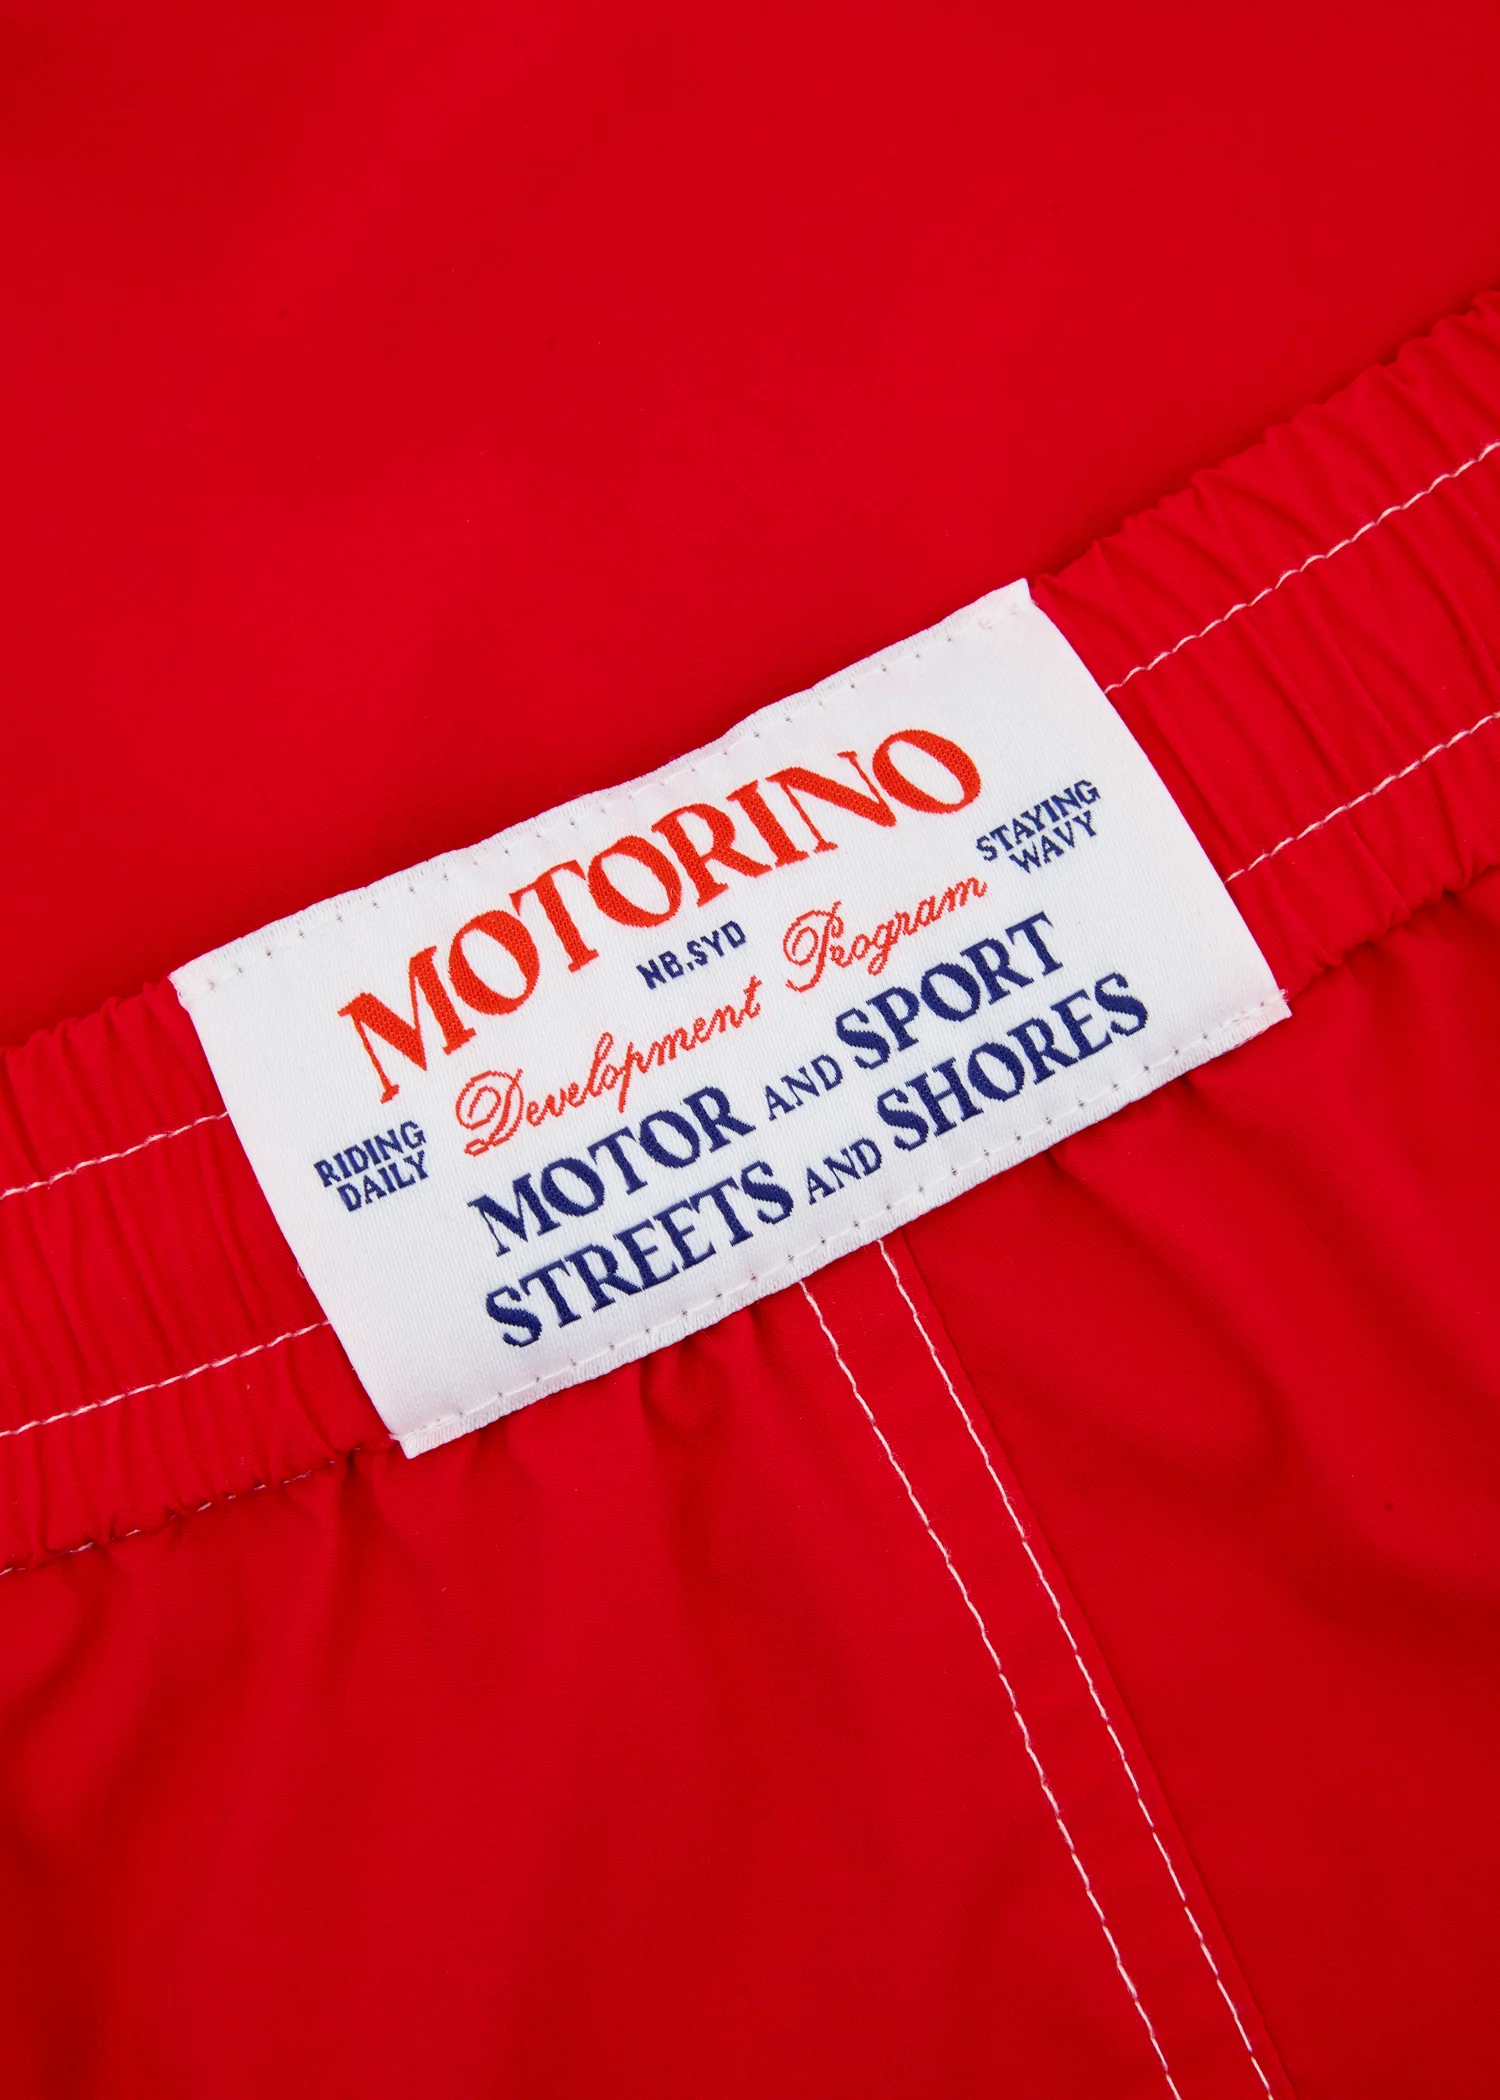 MOTORINO
NB.SYD
STAYING
WAVY
Development Program
RIDING
DAILY
MOTOR AND SPORT
STREETS AND SHORES